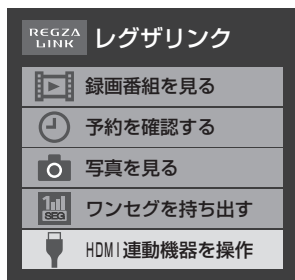 REGZA
LINK
レグザリンク
録画番組を見る
予約を確認する
写真を見る
1
SEG
ワンセグを持ち出す
HDMI連動機器を操作